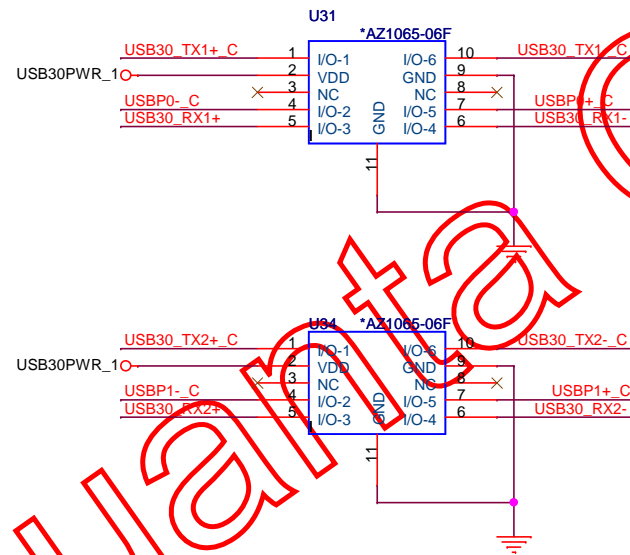 U31
*AZ1065-06F
USB30_TX1+_C 1 I/O-1 I/O-6 10 USB30_TX1-_C
USB30PWR_1 2 VDD GND 9
3 NC NC 8
USBP0-_C 4 I/O-2 I/O-5 7 USBP0+_C
USB30_RX1+ 5 I/O-3 I/O-4 6 USB30_RX1-
GND
11
U34 *AZ1065-06F
USB30_TX2+_C 1 I/O-1 I/O-6 10 USB30_TX2-_C
USB30PWR_1 2 VDD GND 9
3 NC NC 8
USBP1-_C 4 I/O-2 I/O-5 7 USBP1+_C
USB30_RX2+ 5 I/O-3 I/O-4 6 USB30_RX2-
GND
11
uanta